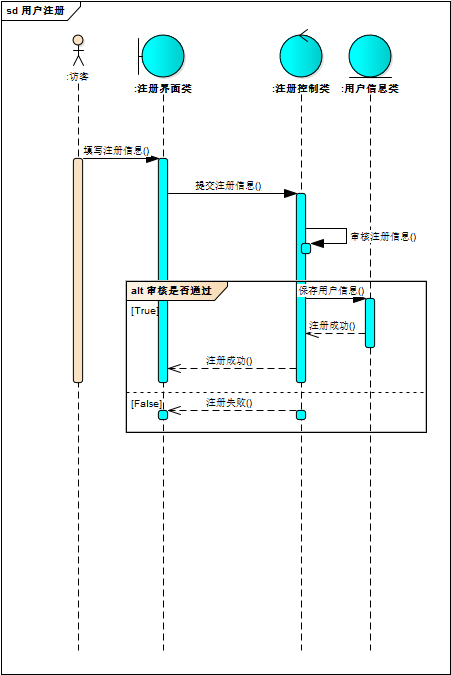 sd 用户注册
:访客
:注册界面类
:注册控制类
:用户信息类
填写注册信息()
提交注册信息()
审核注册信息()
alt 审核是否通过
保存用户信息()
[True]
注册成功()
注册成功()
[False]
注册失败()